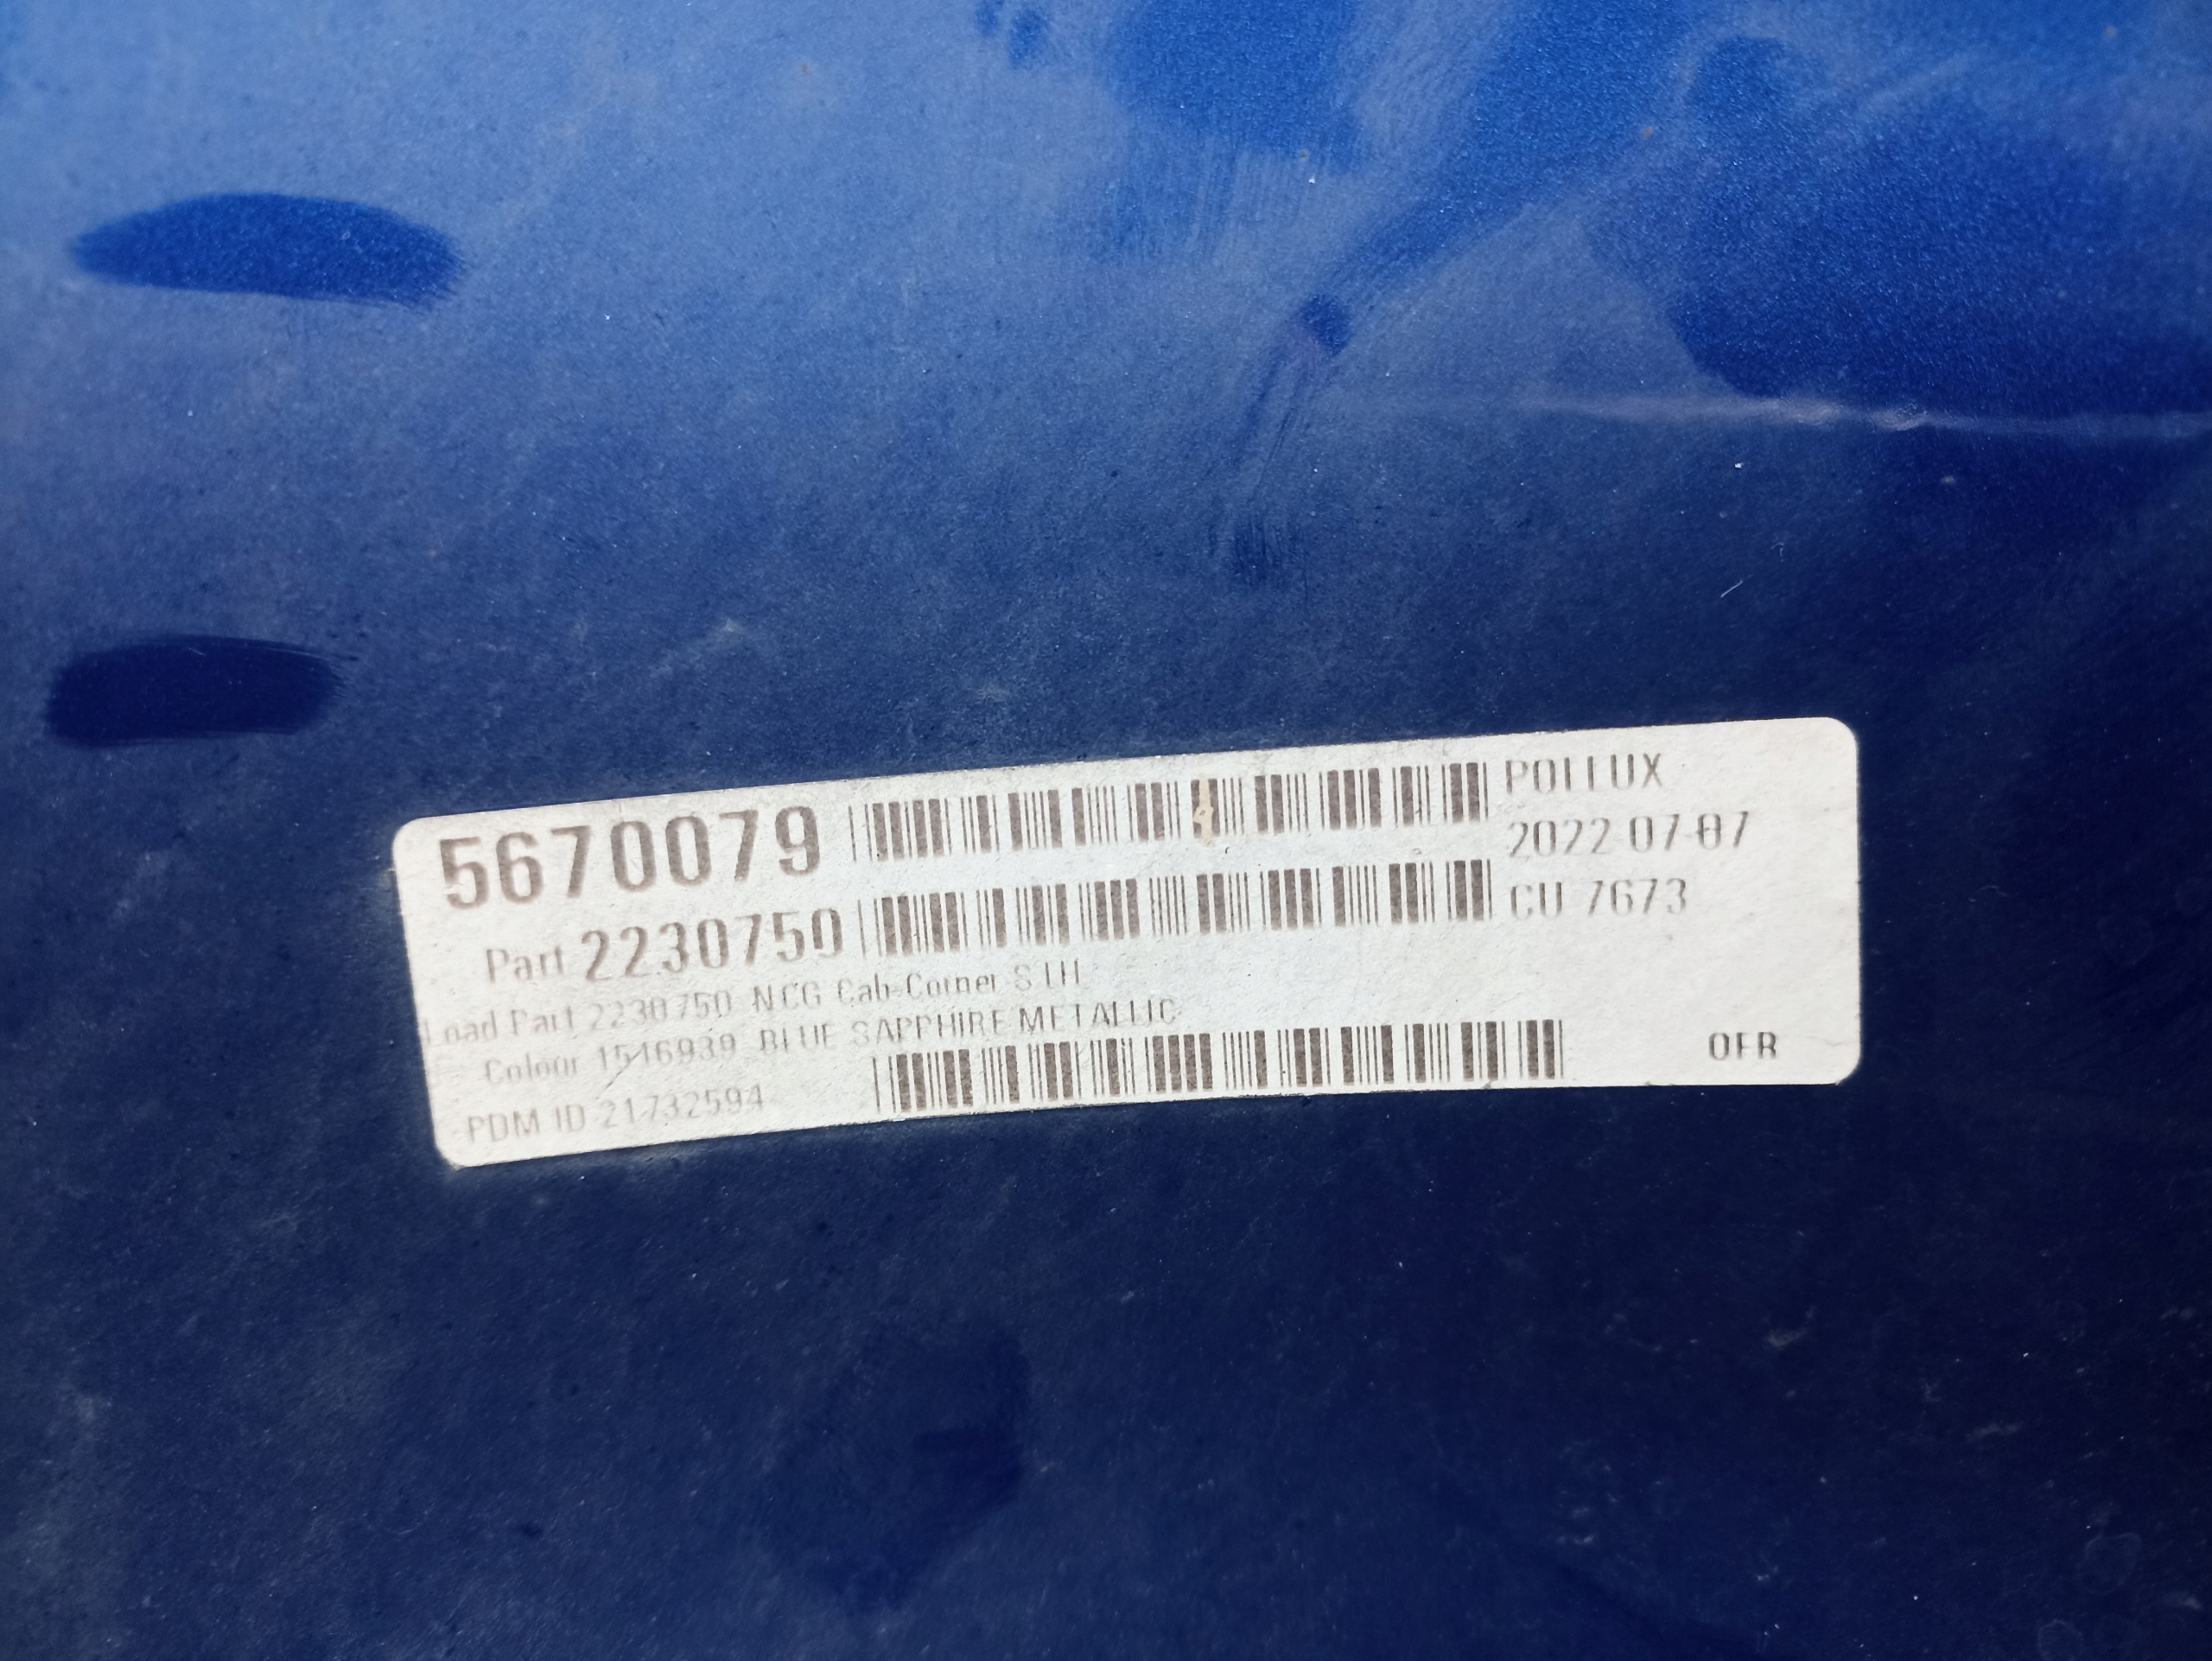 5670079 POLLUX
2022-07-07
Part 2230750 CU 7673
Load Part 2230750 NCG Cab-Corner S LH
Colour 1546939 BLUE SAPPHIRE METALLIC
PDM ID 21732594 OFR